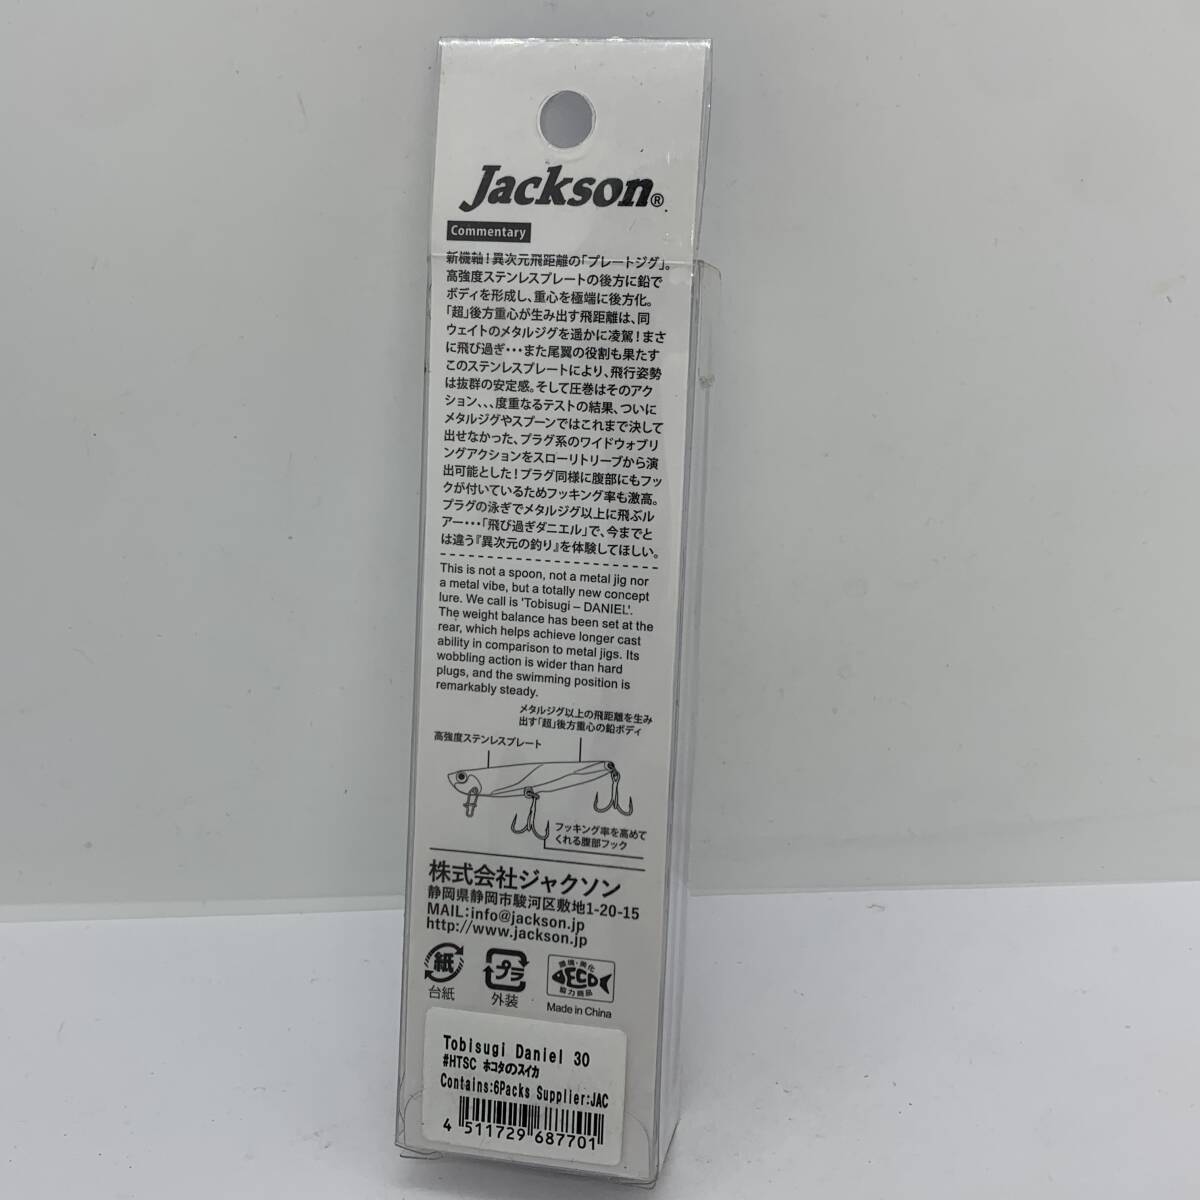 Jackson®
Commentary
新機軸！異次元飛距離の「プレートジグ」。
高強度ステンレスプレートの後方に鉛で
ボディを形成し、重心を極端に後方化。
「超」後方重心が生み出す飛距離は、同
ウェイトのメタルジグを遥かに凌駕！まさ
に飛び過ぎ・・・また尾翼の役割も果たす
このステンレスプレートにより、飛行姿勢
は抜群の安定感。そして圧巻はそのアク
ション、、、度重なるテストの結果、ついに
メタルジグやスプーンではこれまで決して
出せなかった、プラグ系のワイドウォブリ
ングアクションをスローリトリーブから演
出可能とした！プラグ同様に腹部にもフッ
クが付いているためフッキング率も激高。
プラグの泳ぎでメタルジグ以上に飛ぶル
アー・・・「飛び過ぎダニエル」で、今までと
は違う『異次元の釣り』を体験してほしい。
This is not a spoon, not a metal jig nor
a metal vibe, but a totally new concept
lure. We call is 'Tobisugi – DANIEL'.
The weight balance has been set at the
rear, which helps achieve longer cast
ability in comparison to metal jigs. Its
wobbling action is wider than hard
plugs, and the swimming position is
remarkably steady.
メタルジグ以上の飛距離を生み
出す「超」後方重心の鉛ボディ
高強度ステンレスプレート
フッキング率を高めて
くれる腹部フック
株式会社ジャクソン
静岡県静岡市駿河区敷地1-20-15
MAIL:info@jackson.jp
http://www.jackson.jp
紙
台紙
プラ
外装
環境・美化
ECO
協力商品
Made in China
Tobisugi Daniel 30
#HTSC ホコタのスイカ
Contains:6Packs Supplier:JAC
4 511729 687701